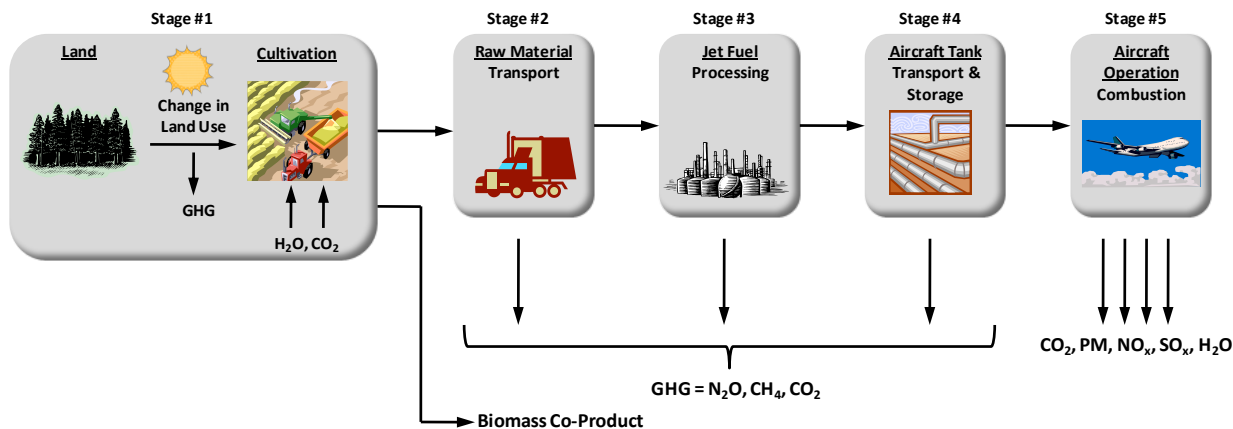 Stage #1
Land
Change in
Land Use
GHG
Cultivation
H₂O, CO₂
Stage #2
Raw Material
Transport
Stage #3
Jet Fuel
Processing
Stage #4
Aircraft Tank
Transport &
Storage
Stage #5
Aircraft
Operation
Combustion
GHG = N₂O, CH₄, CO₂
CO₂, PM, NOₓ, SOₓ, H₂O
Biomass Co-Product